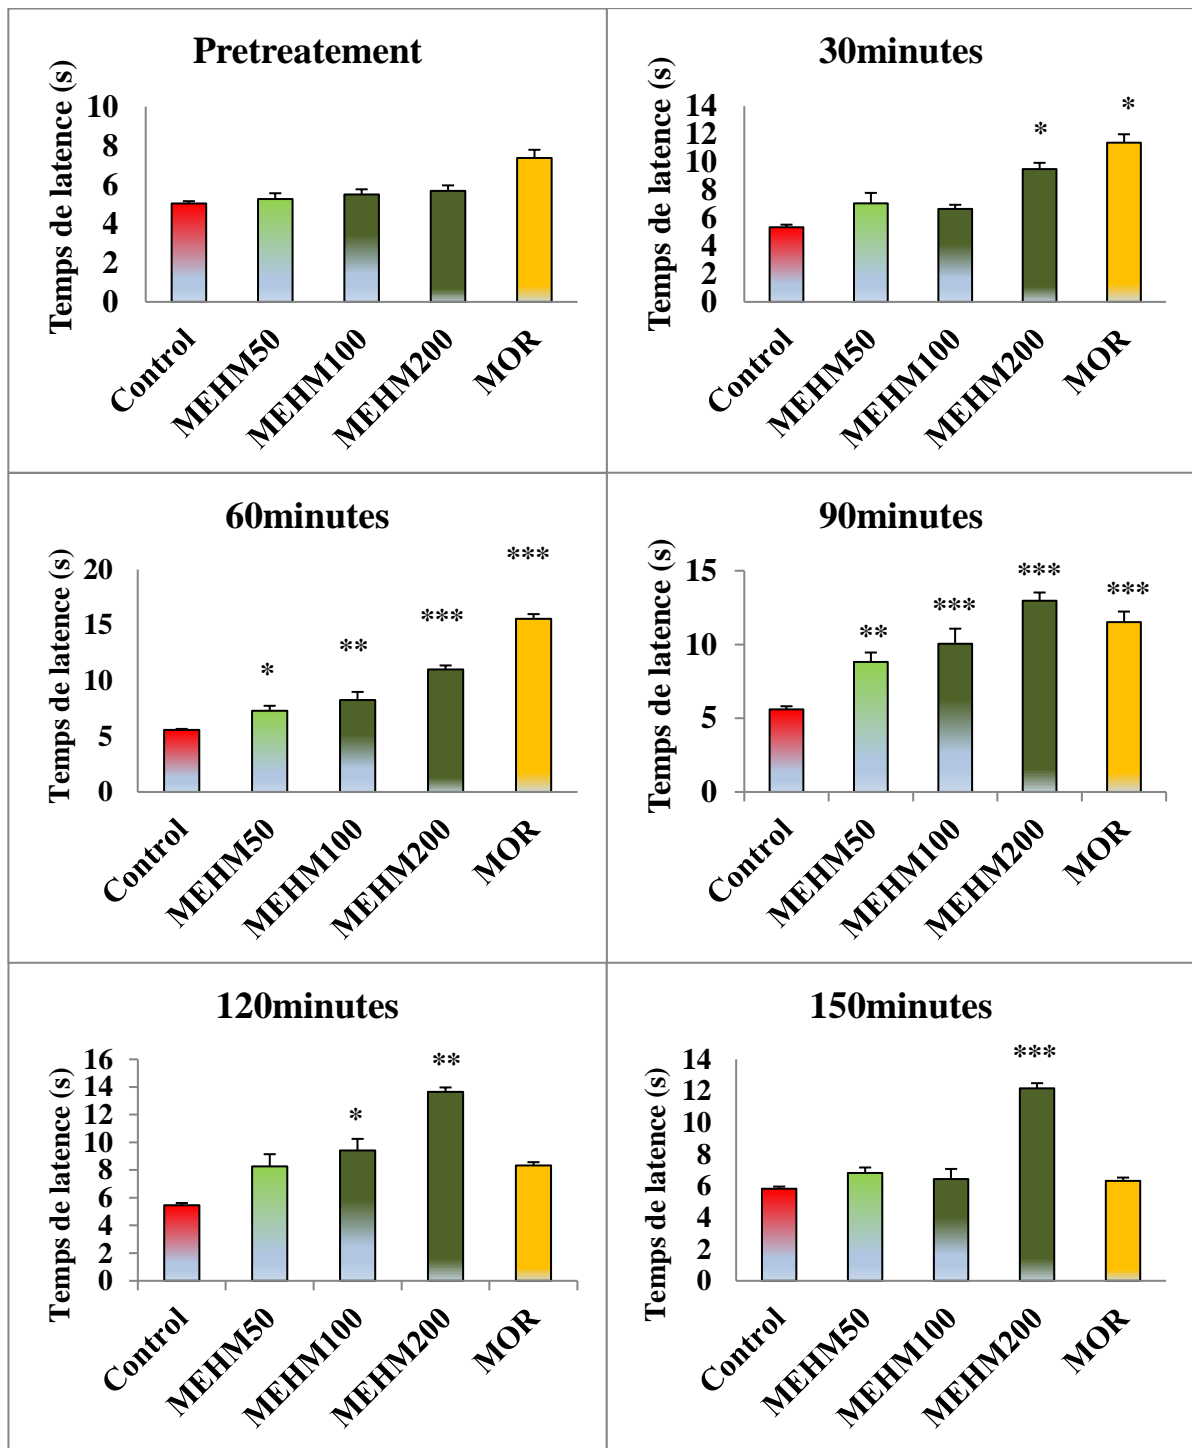 Pretreatement
Temps de latence (s)
10
8
6
4
2
0
Control
MEHM50
MEHM100
MEHM200
MOR
30minutes
Temps de latence (s)
*
*
14
12
10
8
6
4
2
0
Control
MEHM50
MEHM100
MEHM200
MOR
60minutes
Temps de latence (s)
*
**
***
***
20
15
10
5
0
Control
MEHM50
MEHM100
MEHM200
MOR
90minutes
Temps de latence (s)
**
***
***
***
15
10
5
0
Control
MEHM50
MEHM100
MEHM200
MOR
120minutes
Temps de latence (s)
*
**
16
14
12
10
8
6
4
2
0
Control
MEHM50
MEHM100
MEHM200
MOR
150minutes
Temps de latence (s)
***
14
12
10
8
6
4
2
0
Control
MEHM50
MEHM100
MEHM200
MOR